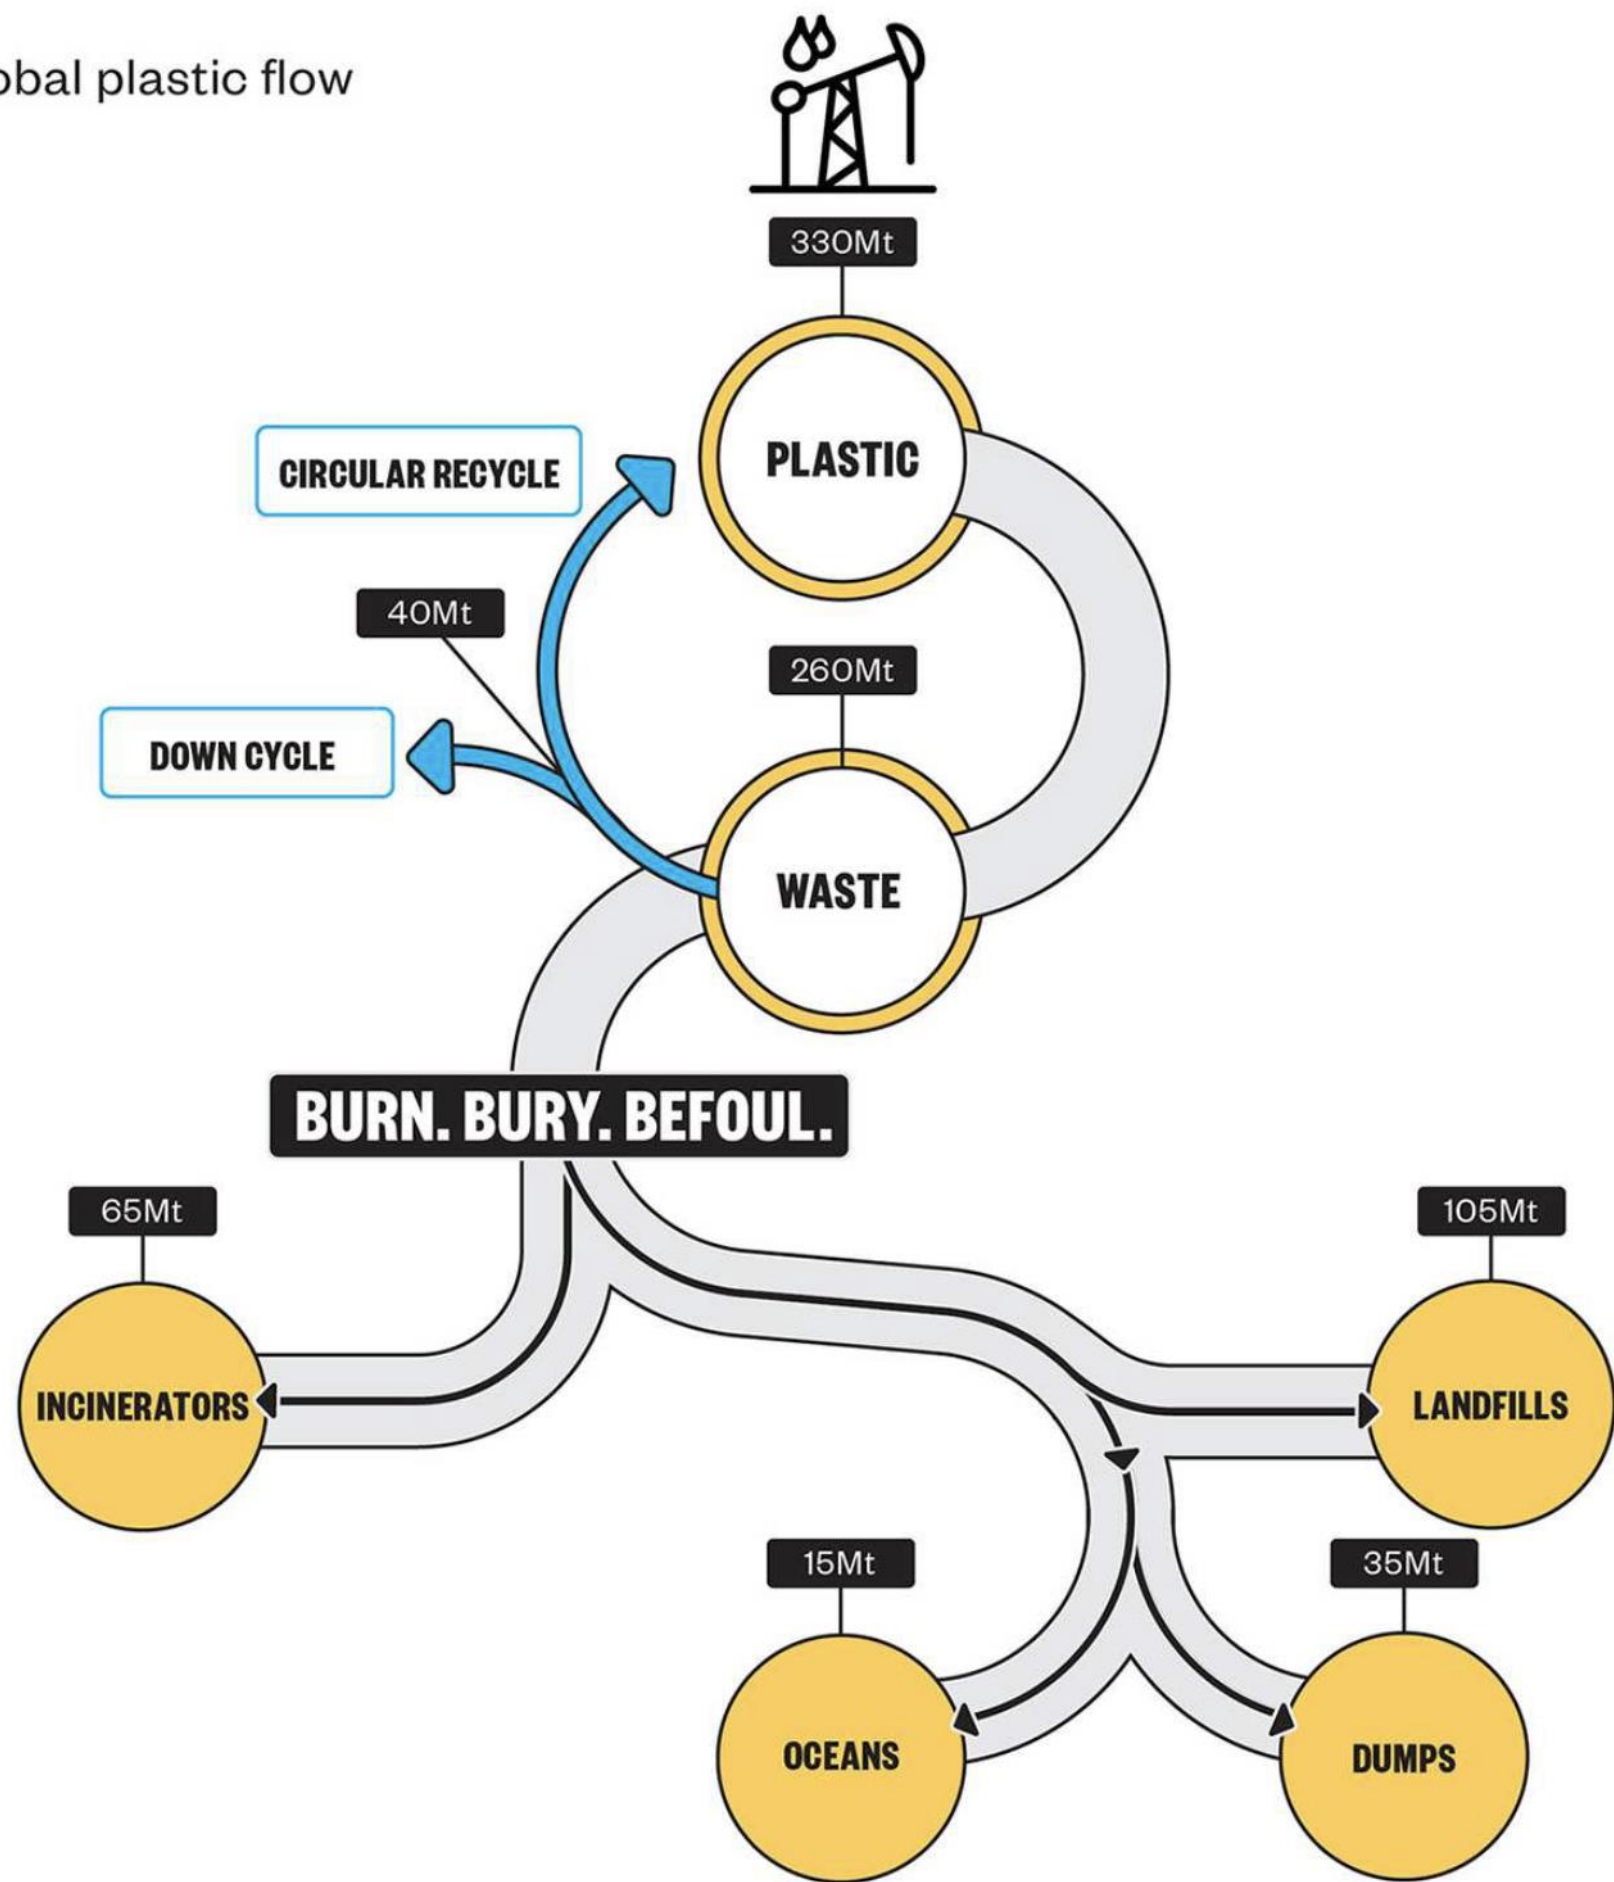 obal plastic flow
330Mt
PLASTIC
CIRCULAR RECYCLE
40Mt
260Mt
DOWN CYCLE
WASTE
BURN. BURY. BEFOUL.
65Mt
105Mt
INCINERATORS
LANDFILLS
15Mt
35Mt
OCEANS
DUMPS